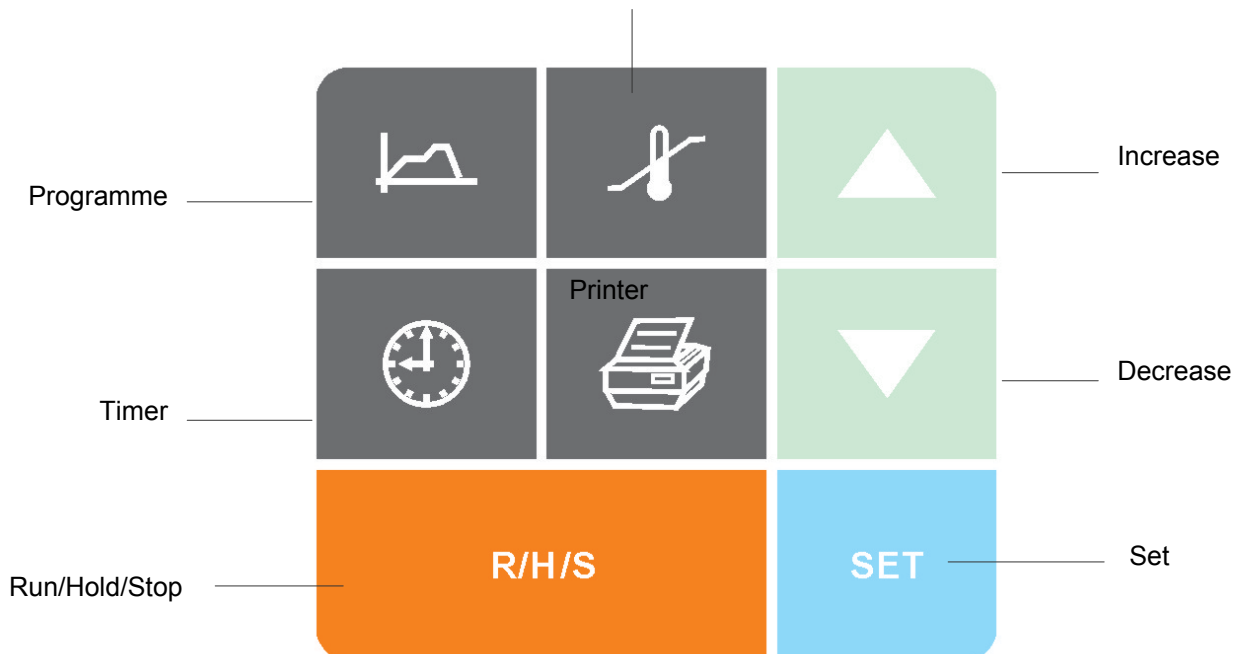 Programme
Increase
Printer
Timer
Decrease
Run/Hold/Stop
R/H/S
SET
Set